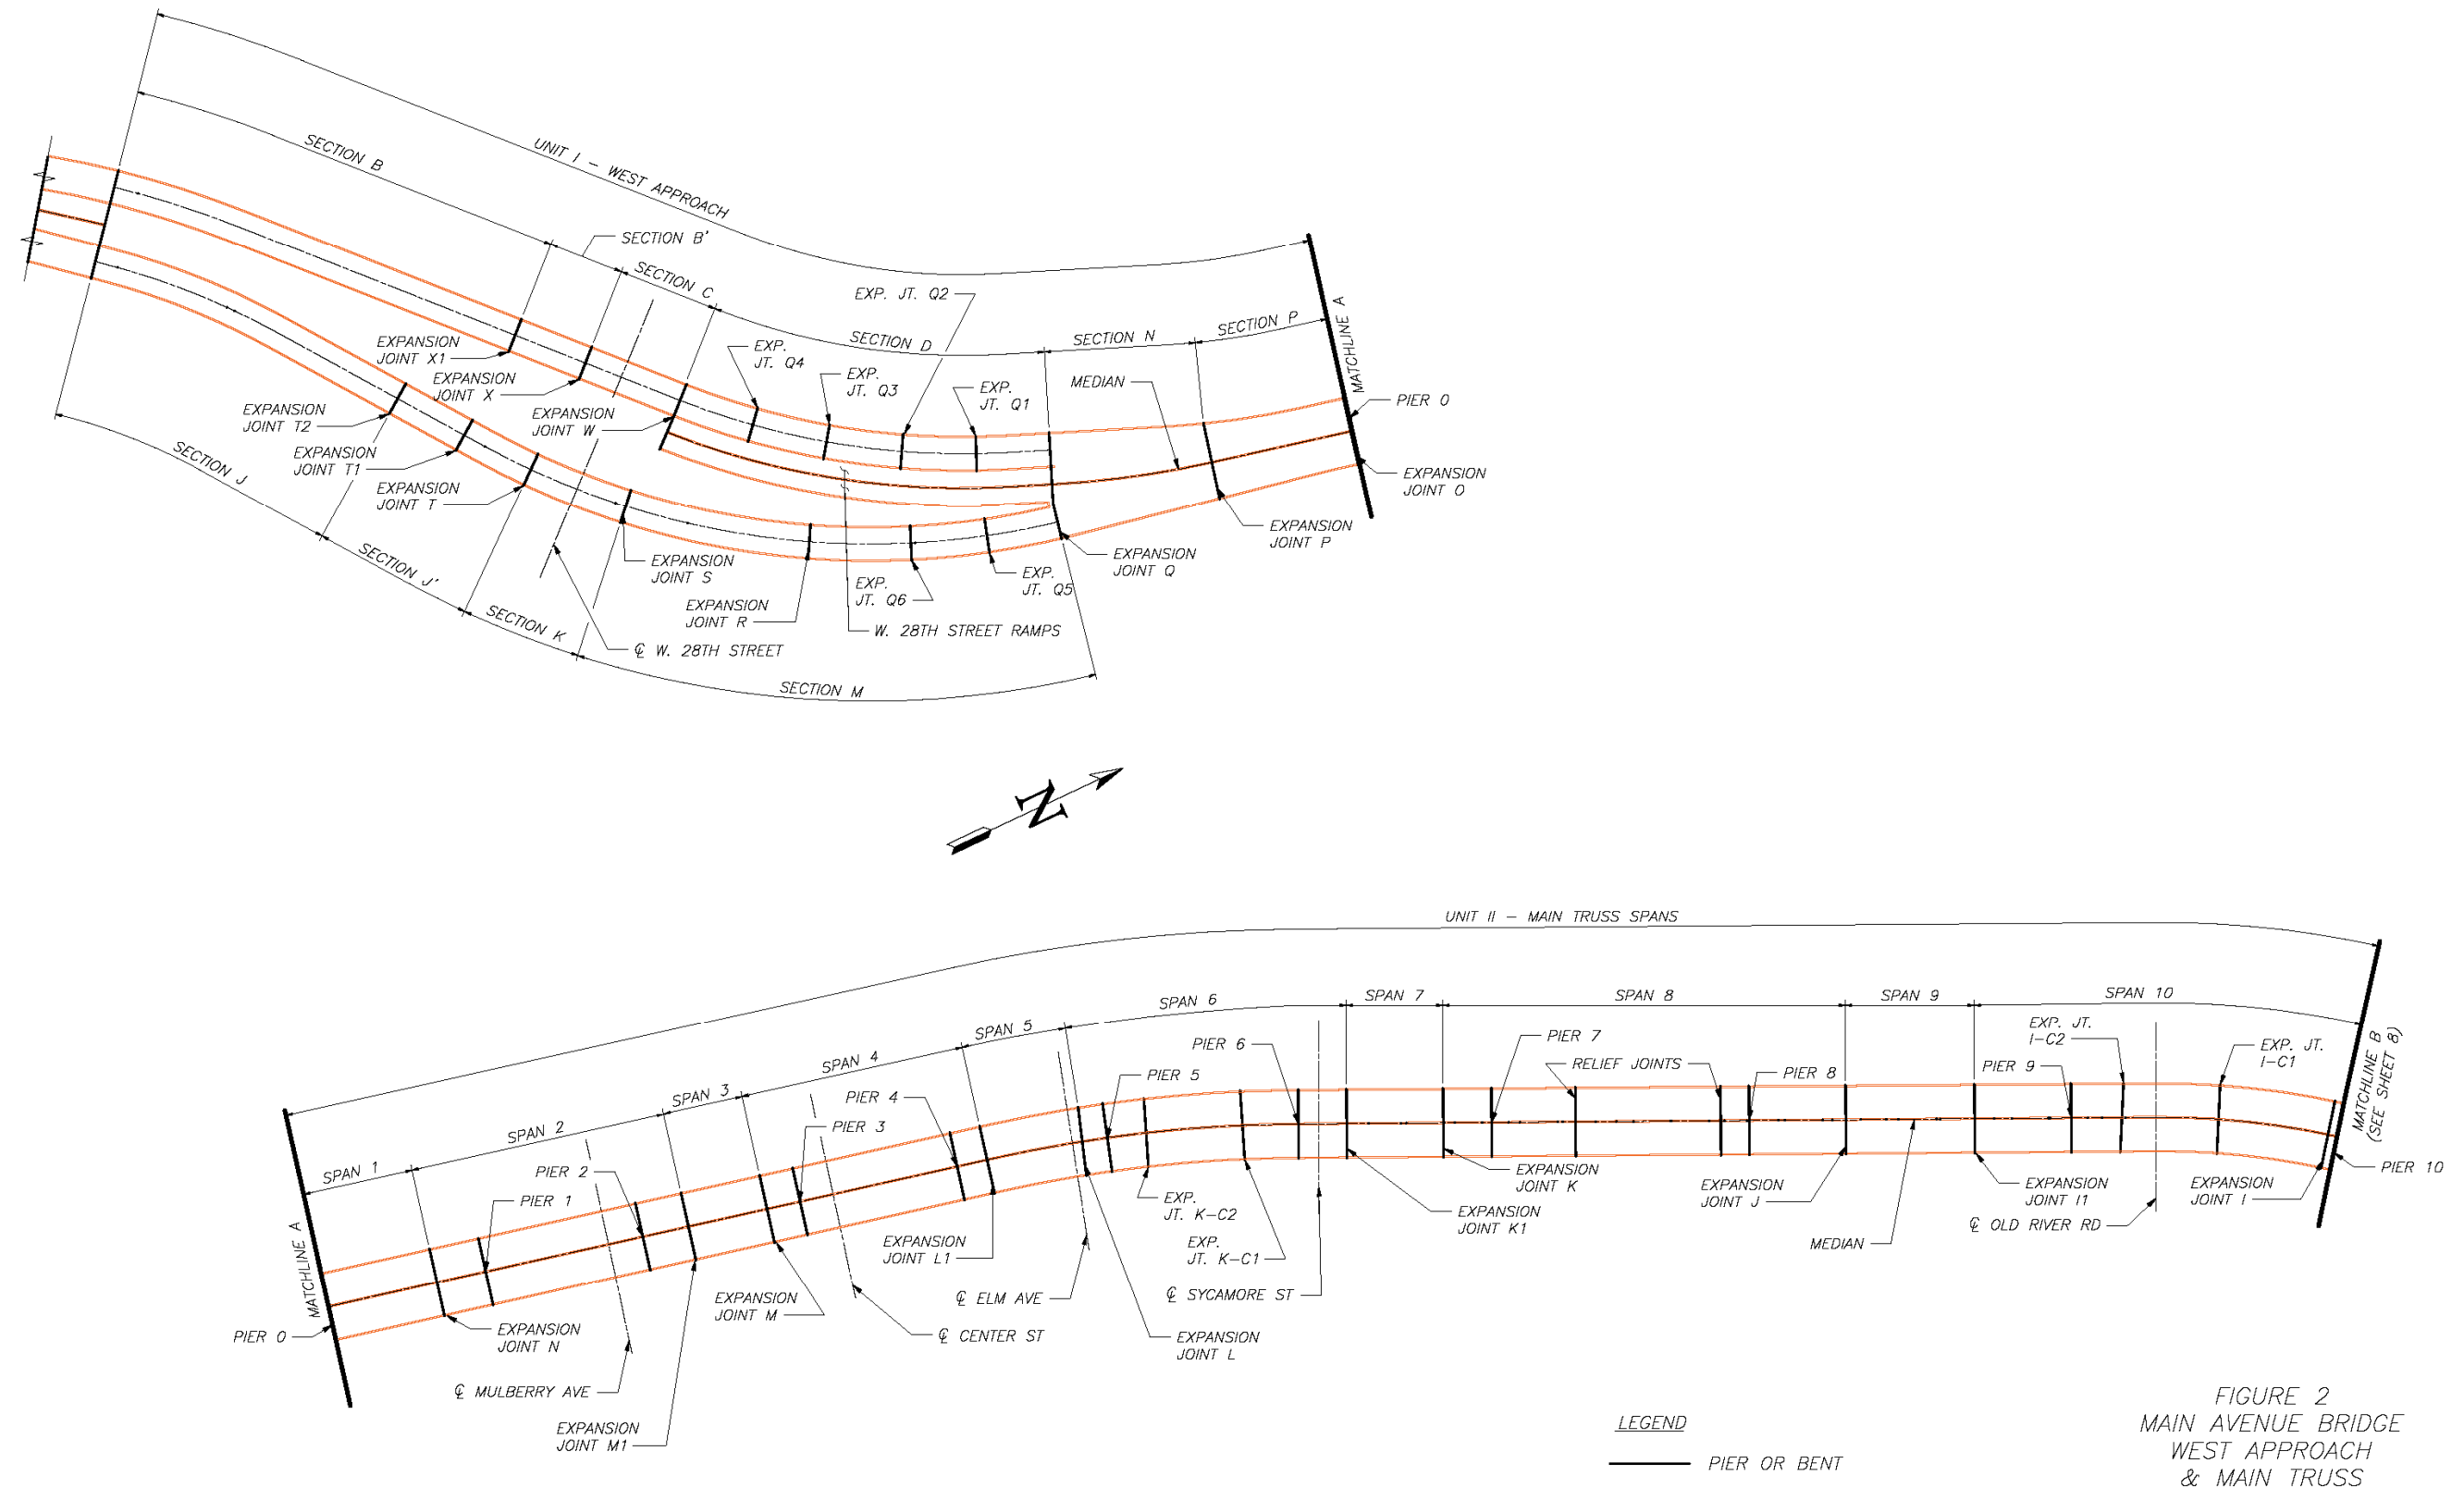 UNIT I - WEST APPROACH
SECTION B
SECTION B'
SECTION C
EXP. JT. Q2
SECTION D
SECTION N
SECTION P
MATCHLINE A
EXPANSION
JOINT X1
EXPANSION
JOINT X
EXP.
JT. Q4
EXP.
JT. Q3
EXP.
JT. Q1
MEDIAN
PIER 0
EXPANSION
JOINT T2
EXPANSION
JOINT W
EXPANSION
JOINT T1
EXPANSION
JOINT T
EXPANSION
JOINT O
SECTION J
SECTION J'
SECTION K
EXPANSION
JOINT S
EXPANSION
JOINT R
EXP.
JT. Q6
EXP.
JT. Q5
EXPANSION
JOINT Q
EXPANSION
JOINT P
W. 28TH STREET RAMPS
℄ W. 28TH STREET
SECTION M
N
UNIT II - MAIN TRUSS SPANS
SPAN 1
SPAN 2
SPAN 3
SPAN 4
SPAN 5
SPAN 6
SPAN 7
SPAN 8
SPAN 9
SPAN 10
PIER 1
PIER 2
PIER 3
PIER 4
PIER 5
PIER 6
PIER 7
RELIEF JOINTS
PIER 8
PIER 9
EXP. JT.
I-C2
EXP. JT.
I-C1
MATCHLINE B
(SEE SHEET 8)
PIER 10
MATCHLINE A
PIER 0
EXPANSION
JOINT N
℄ MULBERRY AVE
EXPANSION
JOINT M1
EXPANSION
JOINT M
℄ CENTER ST
EXPANSION
JOINT L1
℄ ELM AVE
EXPANSION
JOINT L
EXP.
JT. K-C2
EXP.
JT. K-C1
℄ SYCAMORE ST
EXPANSION
JOINT K1
EXPANSION
JOINT K
EXPANSION
JOINT J
MEDIAN
EXPANSION
JOINT I1
℄ OLD RIVER RD
EXPANSION
JOINT I
LEGEND
PIER OR BENT
FIGURE 2
MAIN AVENUE BRIDGE
WEST APPROACH
& MAIN TRUSS